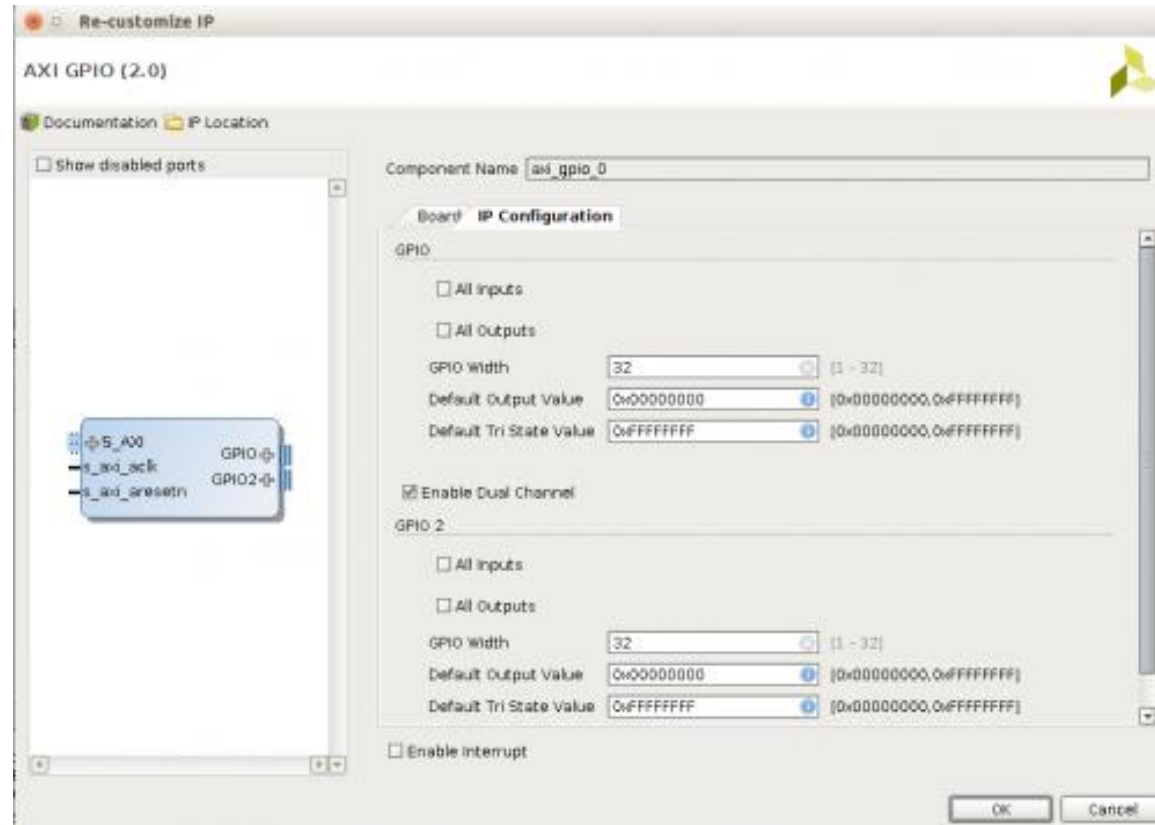 Re-customize IP
AXI GPIO (2.0)
Documentation IP Location
Show disabled ports
S_AXI
s_axi_aclk
s_axi_aresetn
GPIO
GPIO2
Component Name axi_gpio_0
Board IP Configuration
GPIO
All Inputs
All Outputs
GPIO Width 32 [1 - 32]
Default Output Value 0x00000000 [0x00000000,0xFFFFFFFF]
Default Tri State Value 0xFFFFFFFF [0x00000000,0xFFFFFFFF]
Enable Dual Channel
GPIO 2
All Inputs
All Outputs
GPIO Width 32 [1 - 32]
Default Output Value 0x00000000 [0x00000000,0xFFFFFFFF]
Default Tri State Value 0xFFFFFFFF [0x00000000,0xFFFFFFFF]
Enable Interrupt
OK Cancel